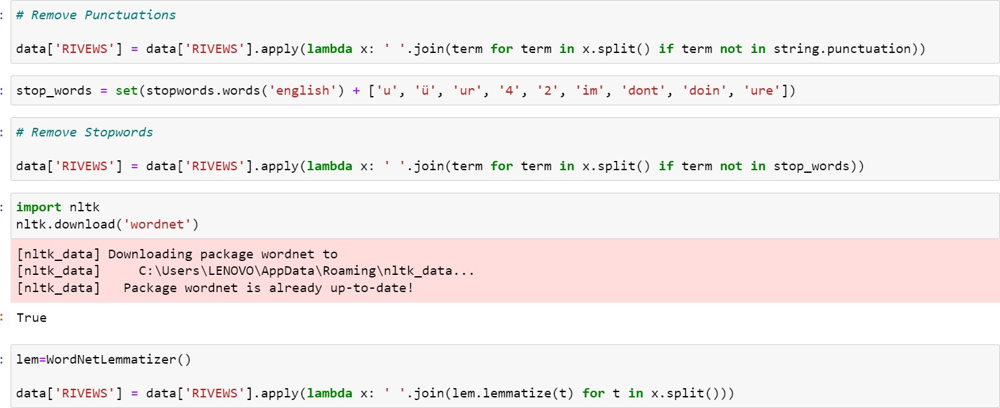 : # Remove Punctuations
data['RIVEWS'] = data['RIVEWS'].apply(lambda x: ' '.join(term for term in x.split() if term not in string.punctuation))
: stop_words = set(stopwords.words('english') + ['u', 'ü', 'ur', '4', '2', 'im', 'dont', 'doin', 'ure'])
: # Remove Stopwords
data['RIVEWS'] = data['RIVEWS'].apply(lambda x: ' '.join(term for term in x.split() if term not in stop_words))
: import nltk
nltk.download('wordnet')
[nltk_data] Downloading package wordnet to
[nltk_data]     C:\Users\LENOVO\AppData\Roaming\nltk_data...
[nltk_data]   Package wordnet is already up-to-date!
: True
: lem=WordNetLemmatizer()
data['RIVEWS'] = data['RIVEWS'].apply(lambda x: ' '.join(lem.lemmatize(t) for t in x.split()))